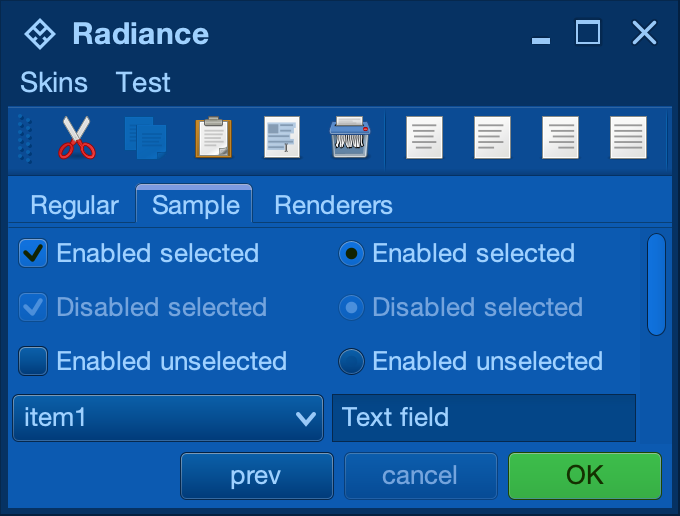 Radiance
Skins Test
Regular Sample Renderers
Enabled selected Enabled selected
Disabled selected Disabled selected
Enabled unselected Enabled unselected
item1 Text field
prev cancel OK